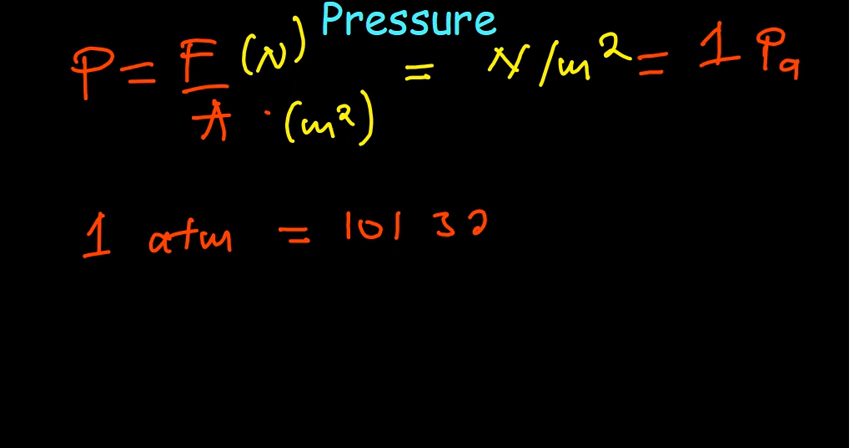 Pressure
P = F (N) / A (m²) = N/m² = 1 Pa
1 atm = 101 32